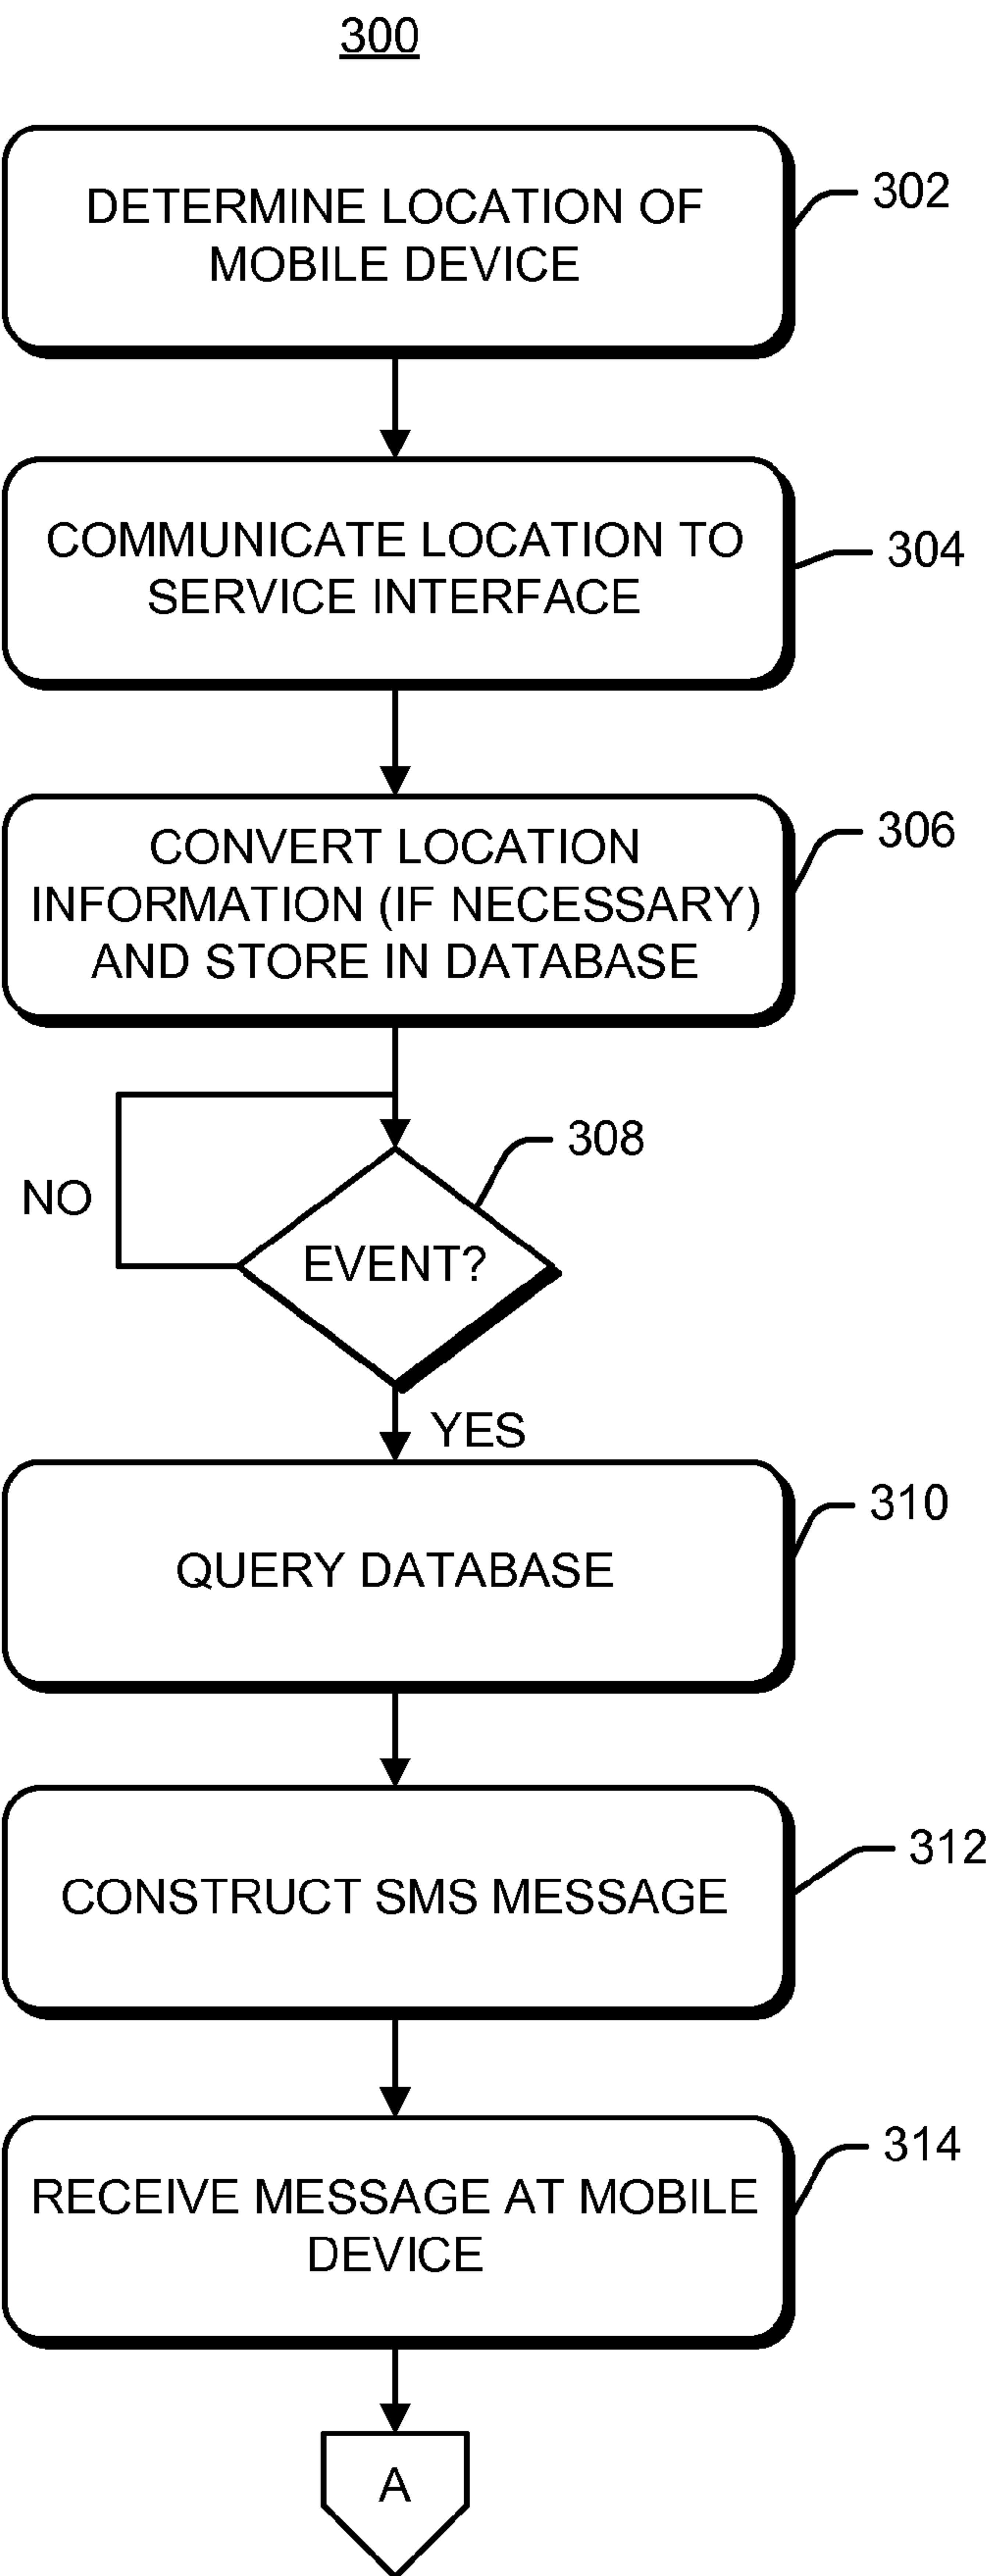 300
DETERMINE LOCATION OF
MOBILE DEVICE
302
COMMUNICATE LOCATION TO
SERVICE INTERFACE
304
CONVERT LOCATION
INFORMATION (IF NECESSARY)
AND STORE IN DATABASE
306
308
NO
EVENT?
YES
310
QUERY DATABASE
312
CONSTRUCT SMS MESSAGE
314
RECEIVE MESSAGE AT MOBILE
DEVICE
A